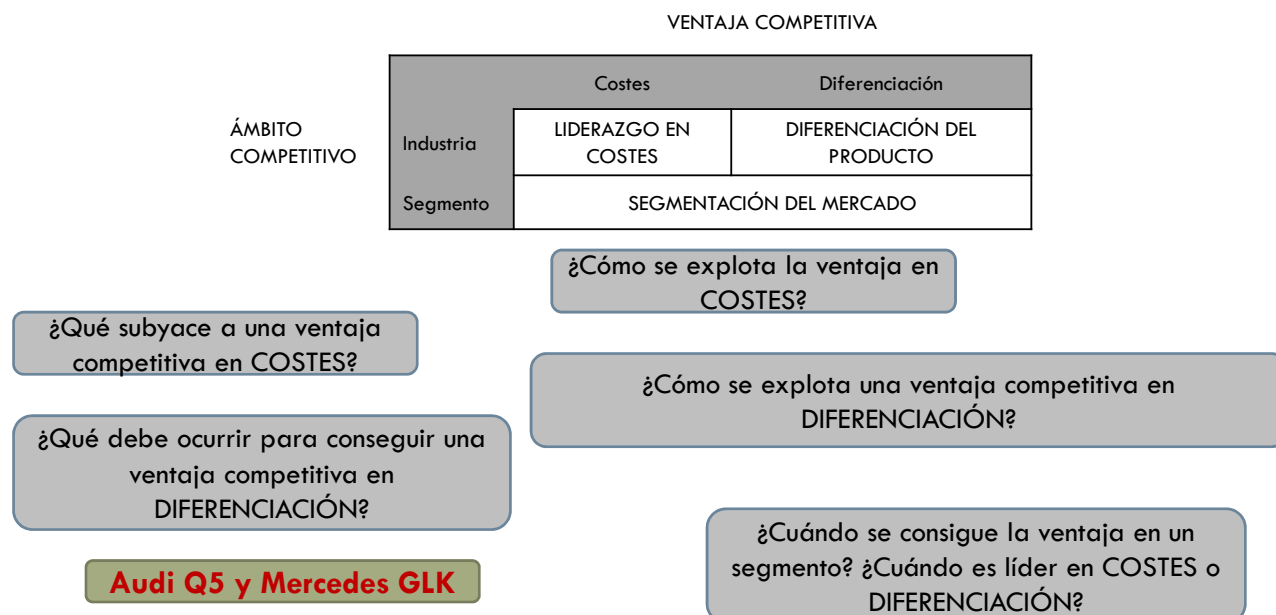 VENTAJA COMPETITIVA
Costes
Diferenciación
ÁMBITO
COMPETITIVO
Industria
LIDERAZGO EN
COSTES
DIFERENCIACIÓN DEL
PRODUCTO
Segmento
SEGMENTACIÓN DEL MERCADO
¿Cómo se explota la ventaja en
COSTES?
¿Qué subyace a una ventaja
competitiva en COSTES?
¿Cómo se explota una ventaja competitiva en
DIFERENCIACIÓN?
¿Qué debe ocurrir para conseguir una
ventaja competitiva en
DIFERENCIACIÓN?
¿Cuándo se consigue la ventaja en un
segmento? ¿Cuándo es líder en COSTES o
DIFERENCIACIÓN?
Audi Q5 y Mercedes GLK